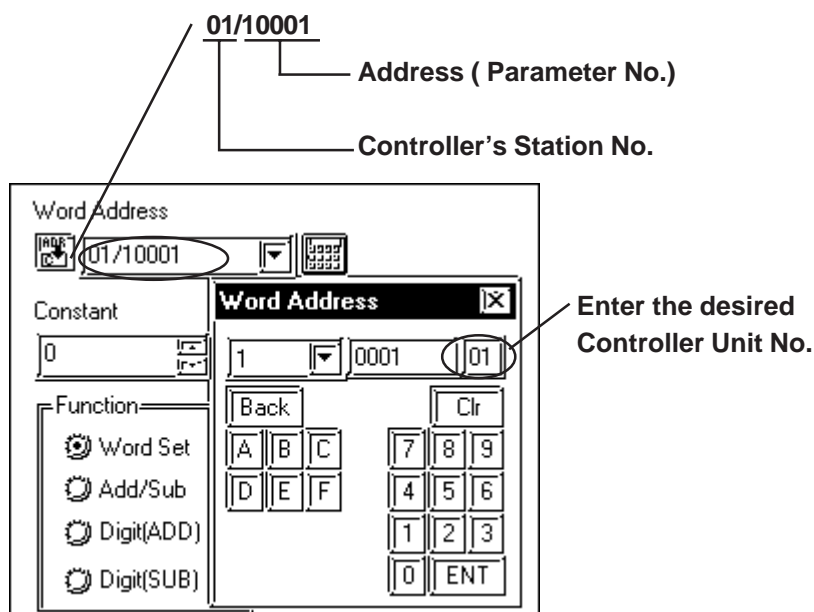 01/10001
Address ( Parameter No.)
Controller's Station No.
Word Address
01/10001
Constant
0
Function
Word Set
Add/Sub
Digit(ADD)
Digit(SUB)
Word Address
1 0001 01
Back Clr
A B C 7 8 9
D E F 4 5 6
1 2 3
0 ENT
Enter the desired
Controller Unit No.